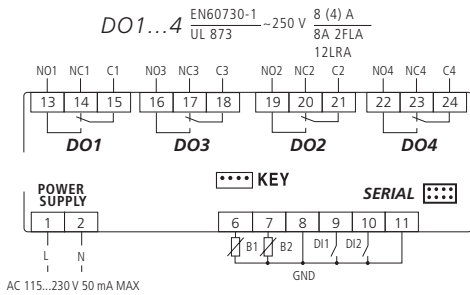 DO1...4 EN60730-1 ~250 V 8 (4) A
UL 873 8A 2FLA
12LRA
NO1 NC1 C1 NO3 NC3 C3 NO2 NC2 C2 NO4 NC4 C4
13 14 15 16 17 18 19 20 21 22 23 24
DO1 DO3 DO2 DO4
KEY
POWER
SUPPLY
SERIAL
1 2 6 7 8 9 10 11
L N B1 B2 DI1 DI2
GND
AC 115...230 V 50 mA MAX